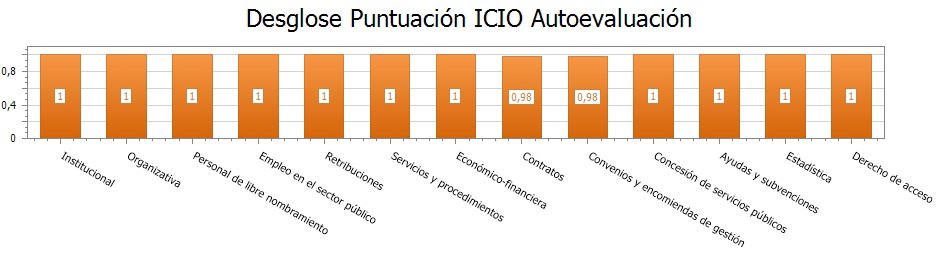 Desglose Puntuación ICIO Autoevaluación
0,8
0,4
0
1
1
1
1
1
1
1
0,98
0,98
1
1
1
1
Institucional
Organizativa
Personal de libre nombramiento
Empleo en el sector público
Retribuciones
Servicios y procedimientos
Económico-financiera
Contratos
Convenios y encomiendas de gestión
Concesión de servicios públicos
Ayudas y subvenciones
Estadística
Derecho de acceso